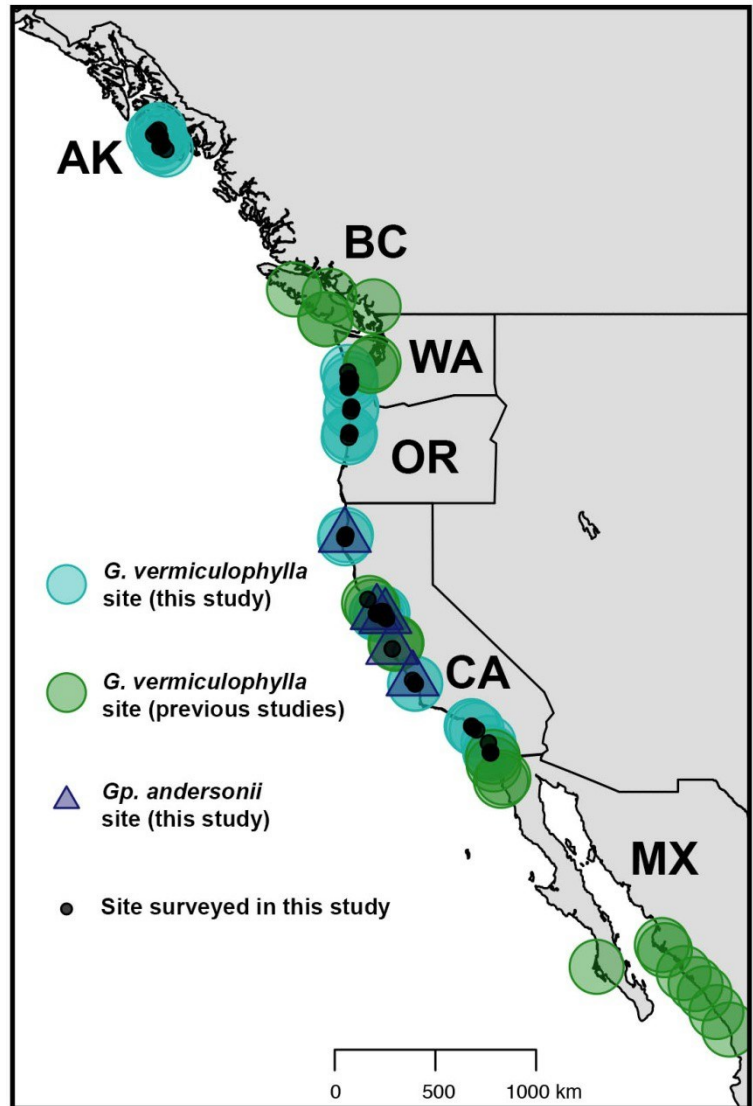 AK
BC
WA
OR
G. vermiculophylla
site (this study)
G. vermiculophylla
site (previous studies)
CA
Gp. andersonii
site (this study)
MX
Site surveyed in this study
0 500 1000 km